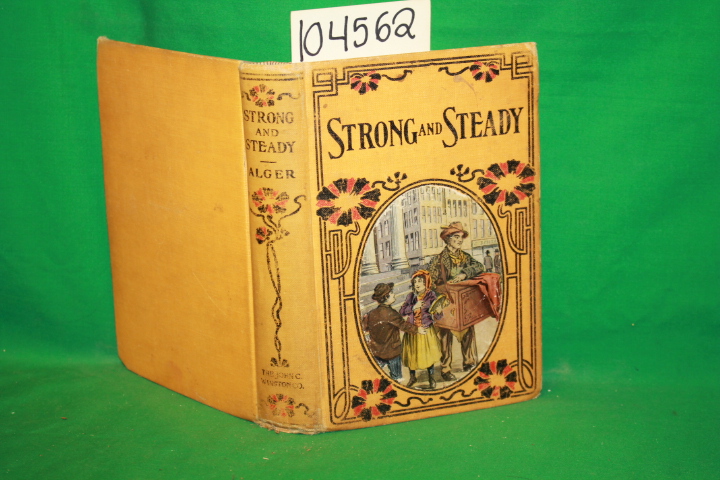 104562
STRONG
AND
STEADY
ALGER
THE JOHN C.
WINSTON CO.
STRONG AND STEADY